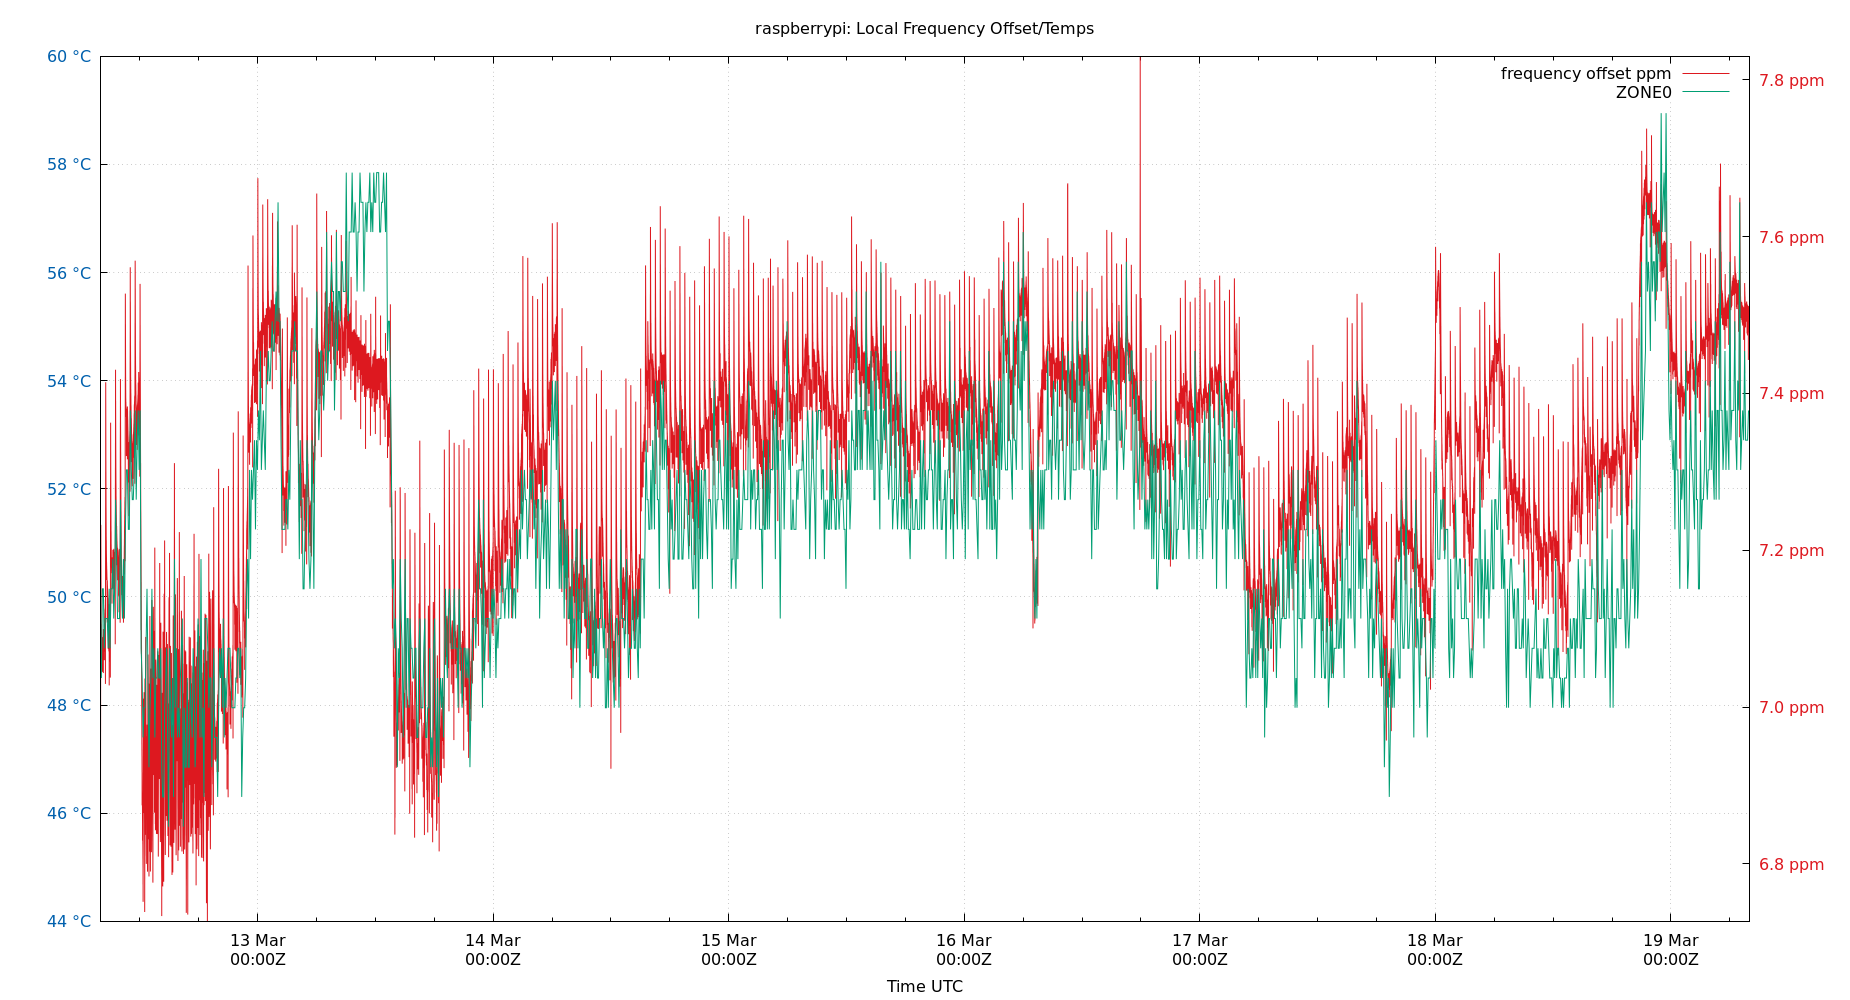 raspberrypi: Local Frequency Offset/Temps
60 °C
58 °C
56 °C
54 °C
52 °C
50 °C
48 °C
46 °C
44 °C
frequency offset ppm
ZONE0
7.8 ppm
7.6 ppm
7.4 ppm
7.2 ppm
7.0 ppm
6.8 ppm
13 Mar
00:00Z
14 Mar
00:00Z
15 Mar
00:00Z
16 Mar
00:00Z
17 Mar
00:00Z
18 Mar
00:00Z
19 Mar
00:00Z
Time UTC